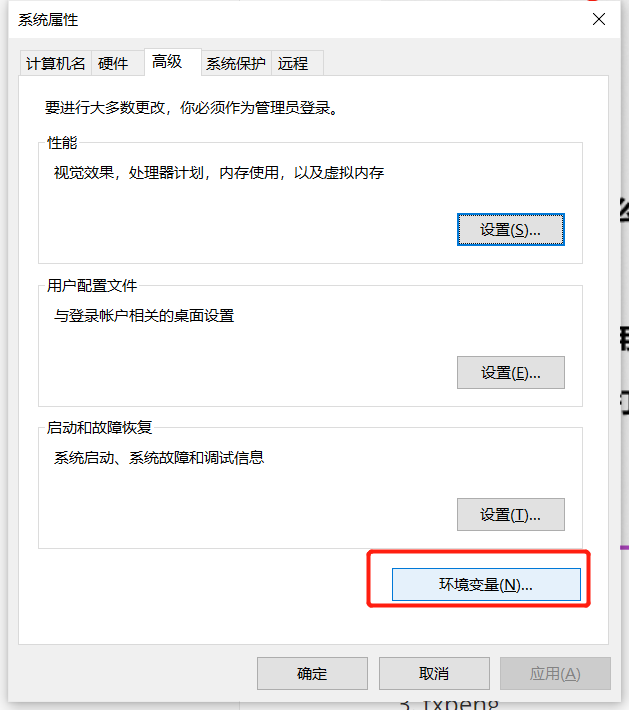 系统属性
计算机名 硬件 高级 系统保护 远程
要进行大多数更改，你必须作为管理员登录。
性能
视觉效果，处理器计划，内存使用，以及虚拟内存
设置(S)...
用户配置文件
与登录帐户相关的桌面设置
设置(E)...
启动和故障恢复
系统启动、系统故障和调试信息
设置(T)...
环境变量(N)...
确定 取消 应用(A)